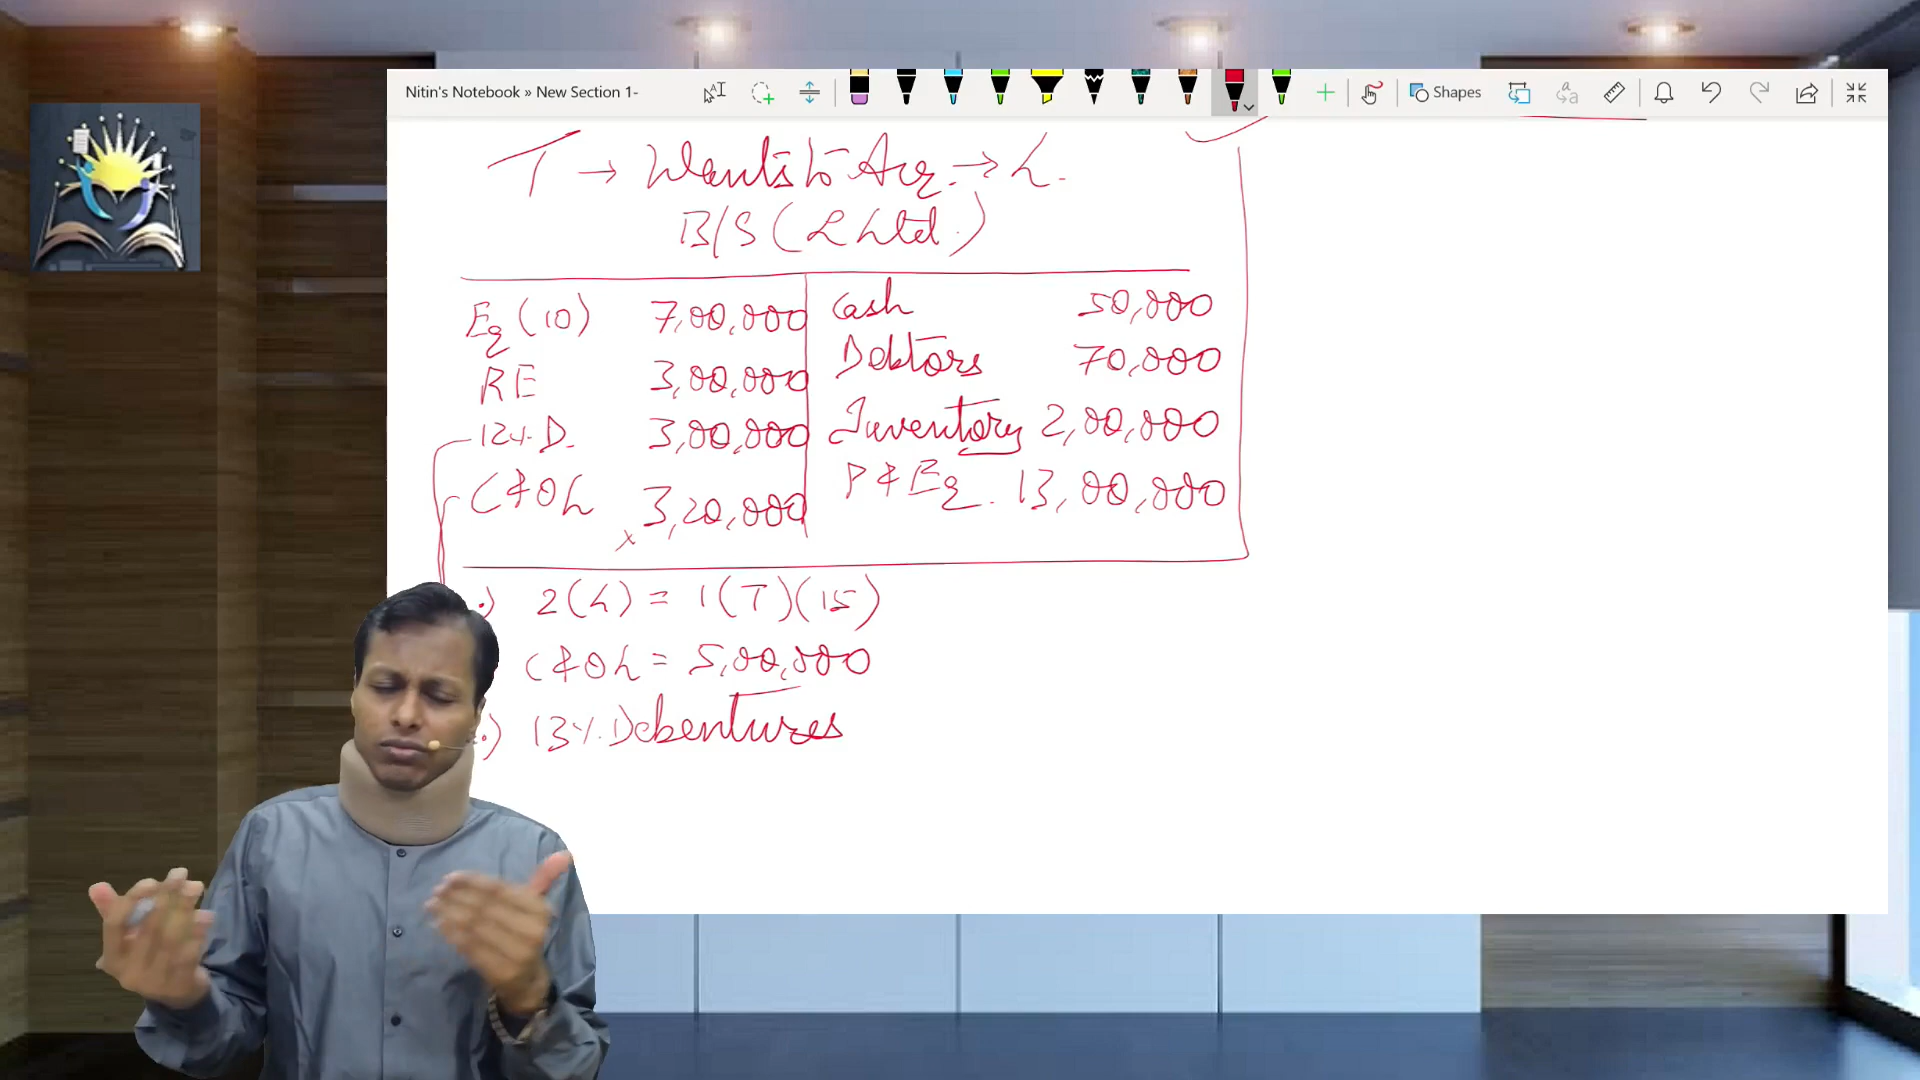 Nitin's Notebook » New Section 1-
Shapes
T → Wants to Acq. → L.
B/S (L Ltd.)
Eq (10) 7,00,000 Cash 50,000
RE 3,00,000 Debtors 70,000
12%.D. 3,00,000 Inventory 2,00,000
C & OL 3,20,000 P & Eq. 13,00,000
.) 2(L) = 1(T)(15)
C & OL = 5,00,000
.) 13%.Debentures